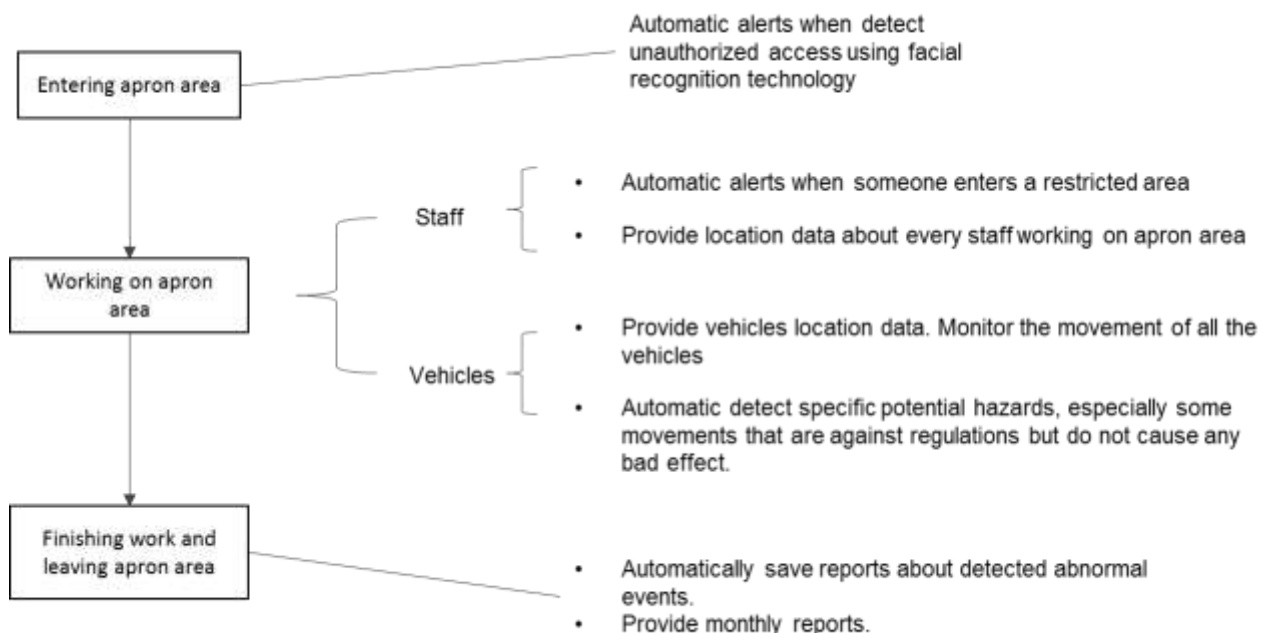 Automatic alerts when detect
unauthorized access using facial
recognition technology
Entering apron area
Staff
• Automatic alerts when someone enters a restricted area
• Provide location data about every staff working on apron area
Working on apron
area
Vehicles
• Provide vehicles location data. Monitor the movement of all the
vehicles
• Automatic detect specific potential hazards, especially some
movements that are against regulations but do not cause any
bad effect.
Finishing work and
leaving apron area
• Automatically save reports about detected abnormal
events.
• Provide monthly reports.